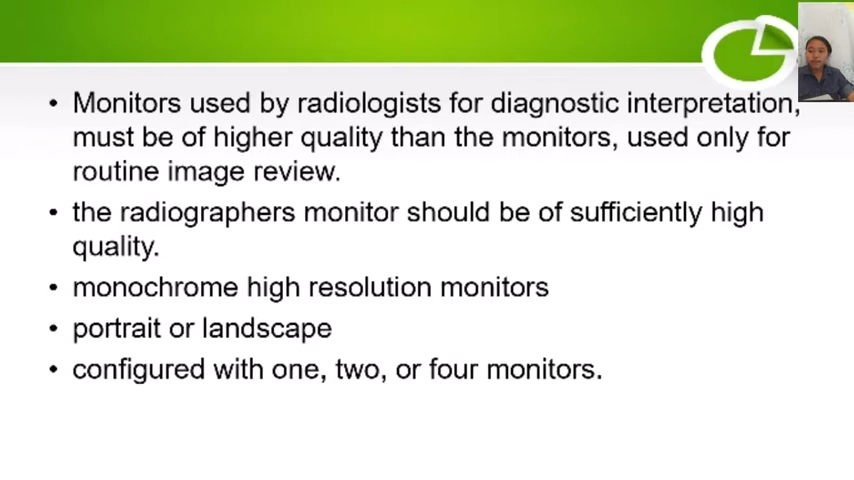 • Monitors used by radiologists for diagnostic interpretation,
must be of higher quality than the monitors, used only for
routine image review.
• the radiographers monitor should be of sufficiently high
quality.
• monochrome high resolution monitors
• portrait or landscape
• configured with one, two, or four monitors.